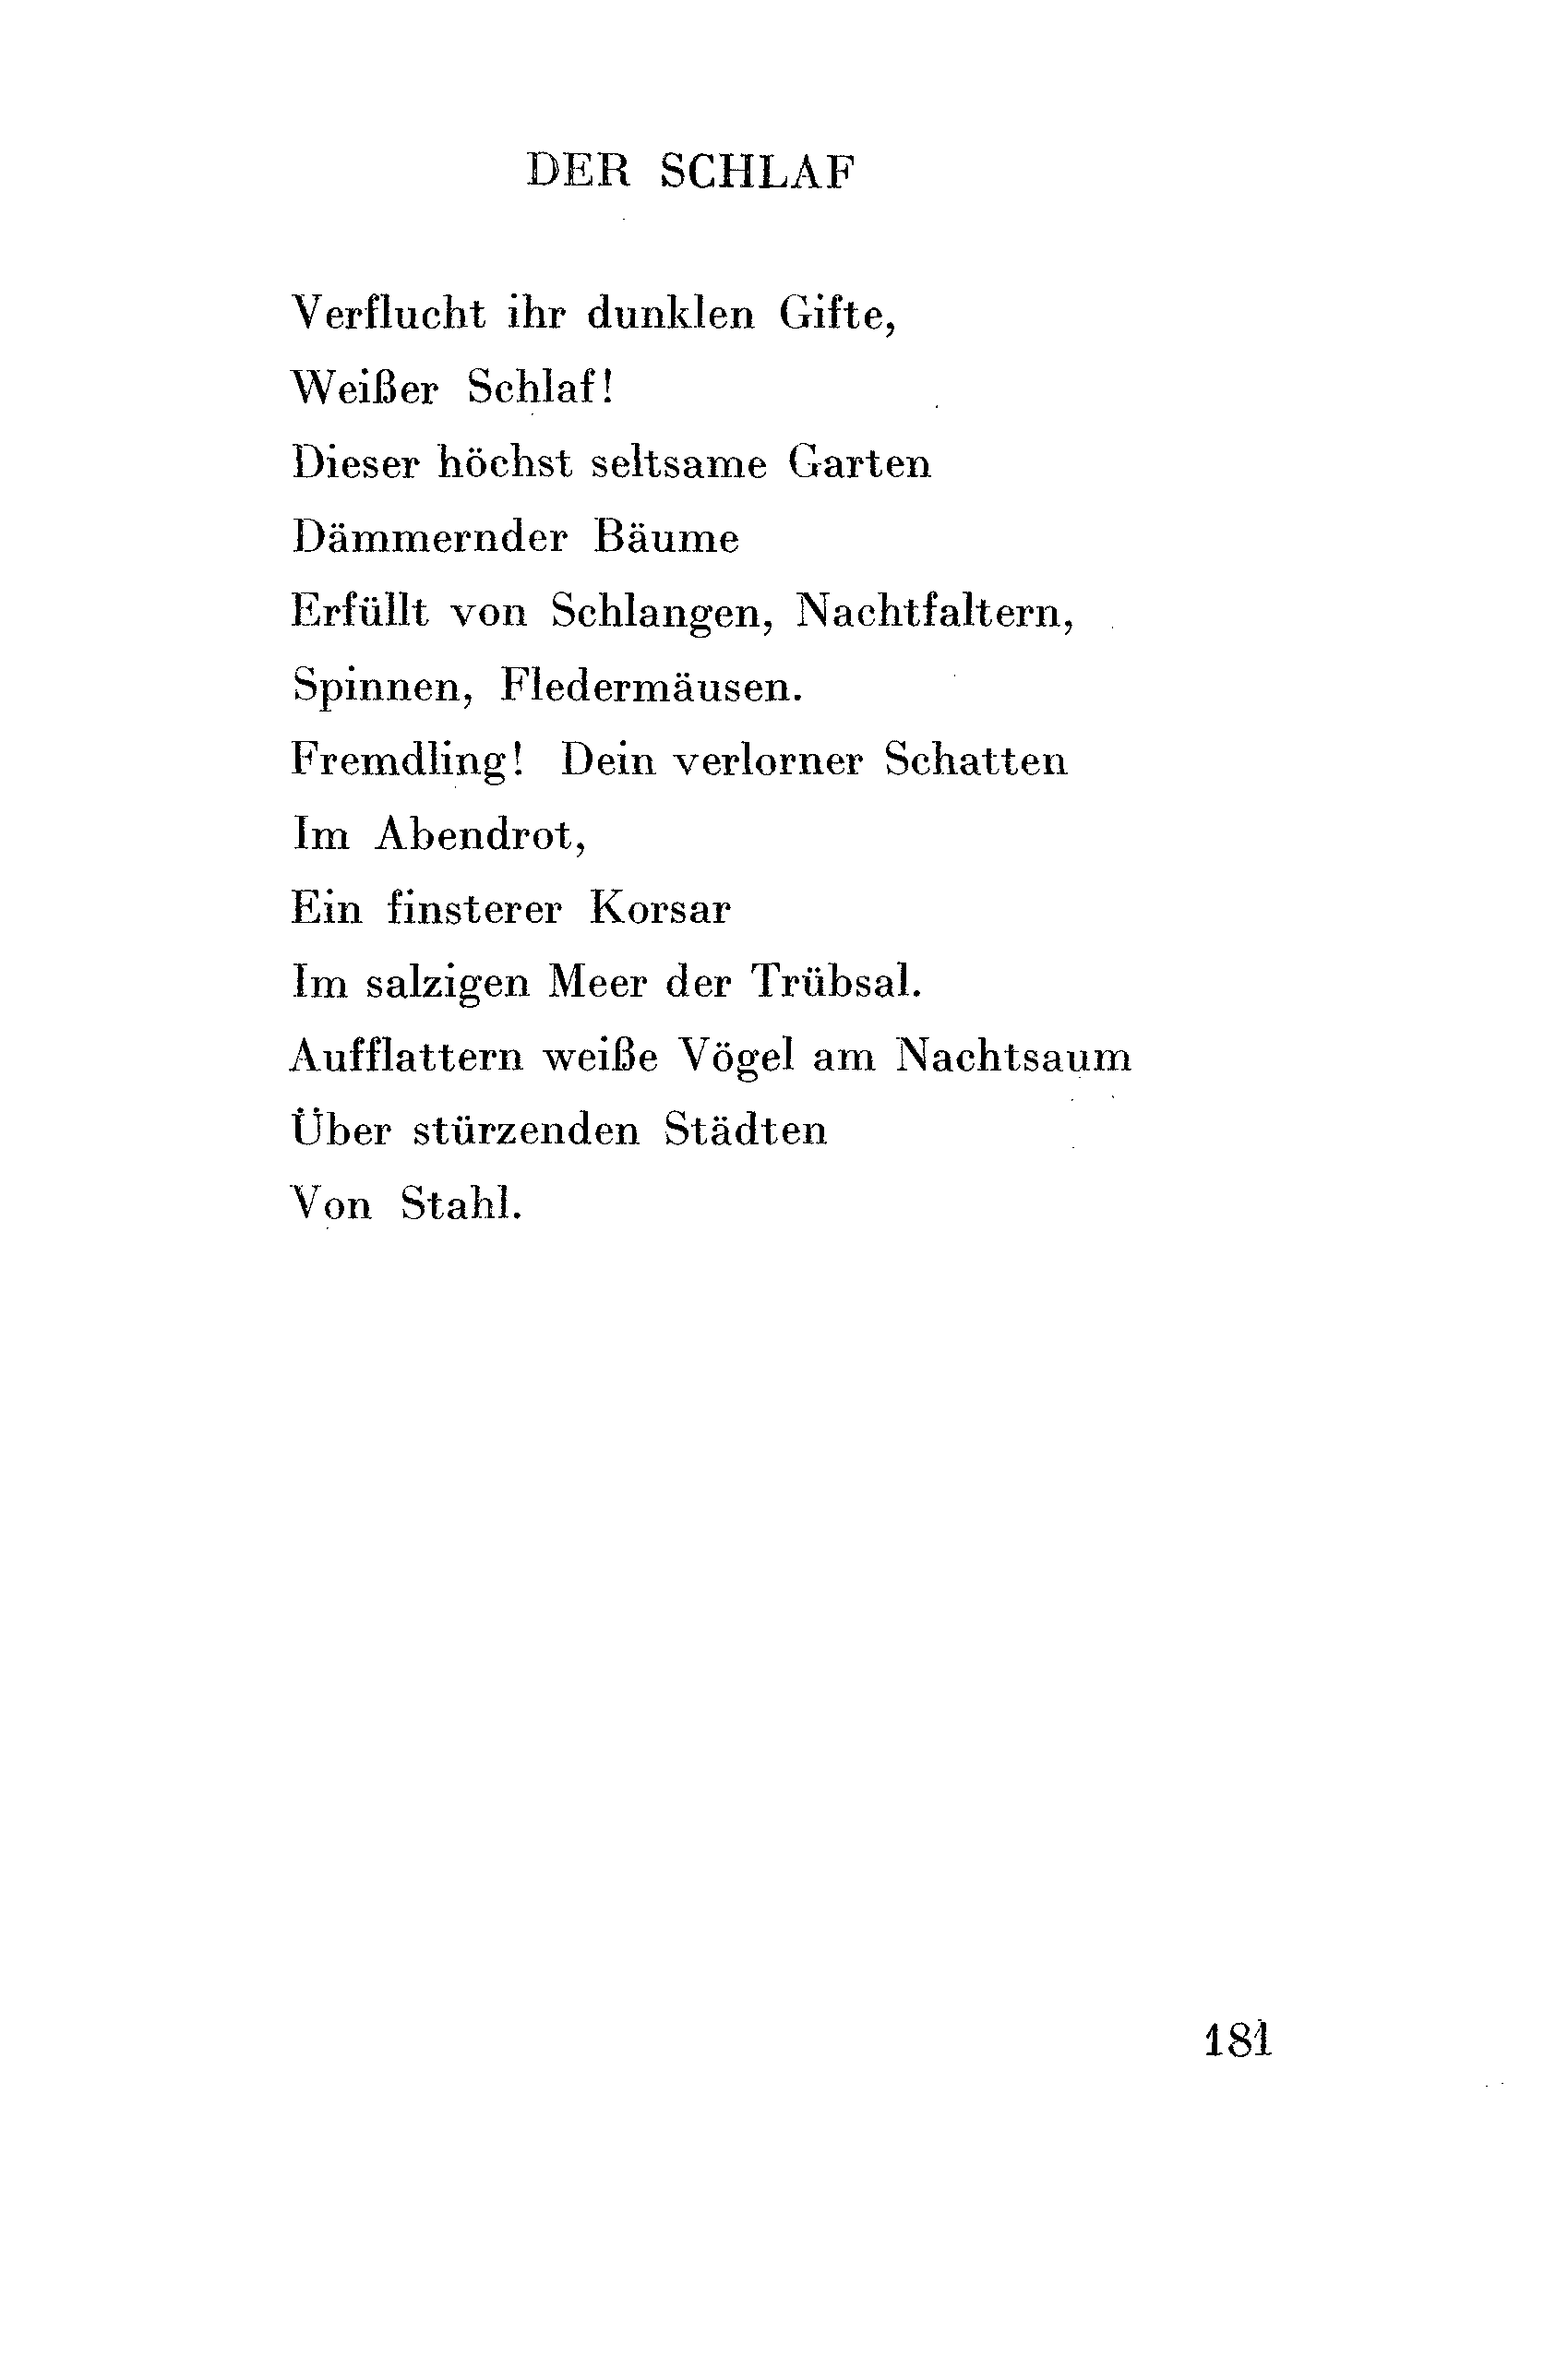 DER SCHLAF
Verflucht ihr dunklen Gifte,
Weißer Schlaf!
Dieser höchst seltsame Garten
Dämmernder Bäume
Erfüllt von Schlangen, Nachtfaltern,
Spinnen, Fledermäusen.
Fremdling! Dein verlorner Schatten
Im Abendrot,
Ein finsterer Korsar
Im salzigen Meer der Trübsal.
Aufflattern weiße Vögel am Nachtsaum
Über stürzenden Städten
Von Stahl.
181